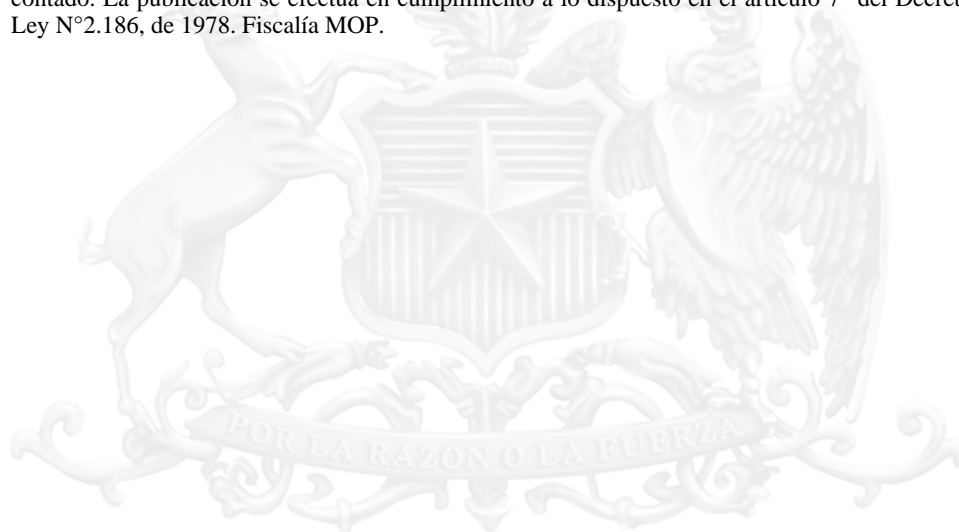 contado. La publicación se efectúa en cumplimiento a lo dispuesto en el artículo 7° del Decreto
Ley N°2.186, de 1978. Fiscalía MOP.
POR LA RAZON O LA FUERZA